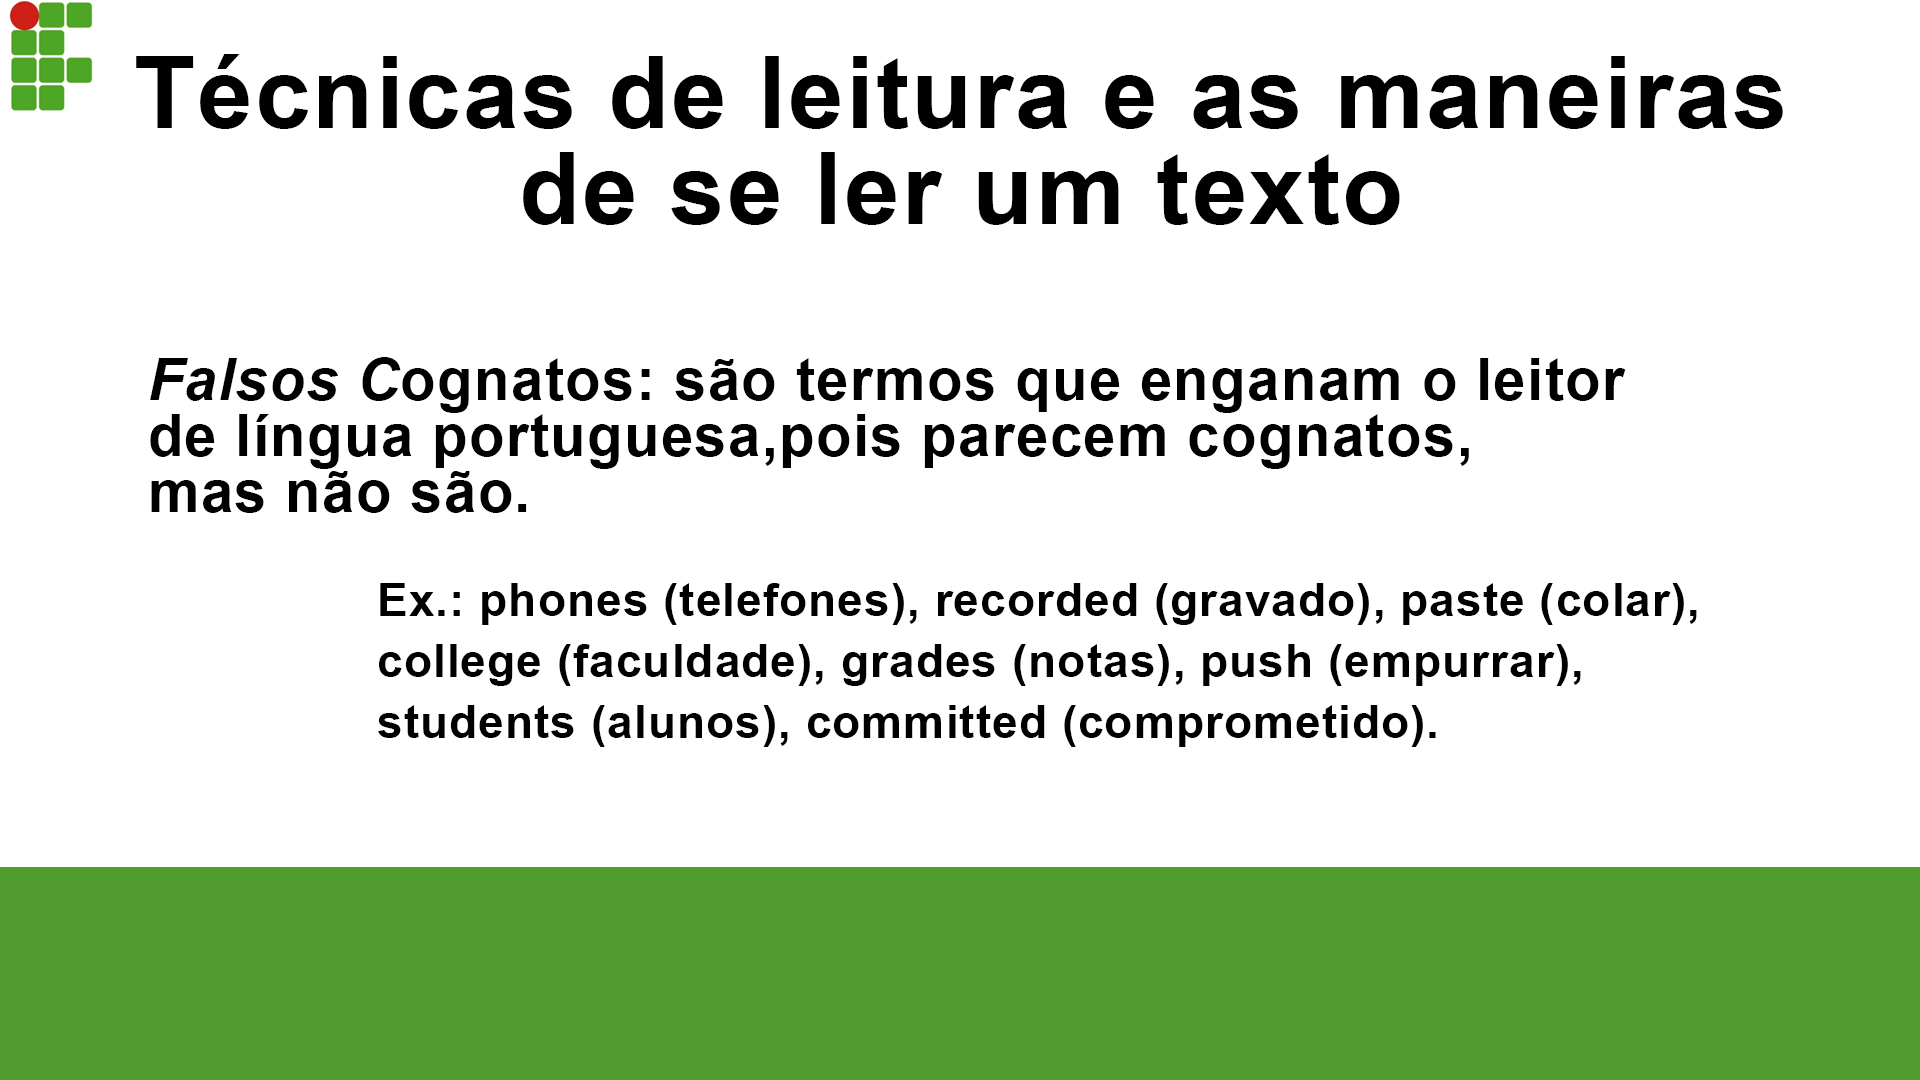 Técnicas de leitura e as maneiras
de se ler um texto
Falsos Cognatos: são termos que enganam o leitor
de língua portuguesa,pois parecem cognatos,
mas não são.
Ex.: phones (telefones), recorded (gravado), paste (colar),
college (faculdade), grades (notas), push (empurrar),
students (alunos), committed (comprometido).